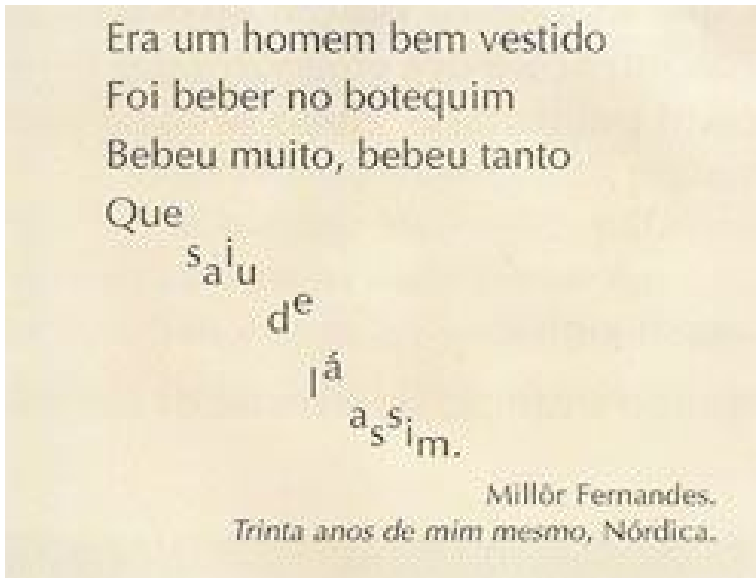 Era um homem bem vestido
Foi beber no botequim
Bebeu muito, bebeu tanto
Que
saiu
de
lá
assim.
Millôr Fernandes.
Trinta anos de mim mesmo, Nórdica.